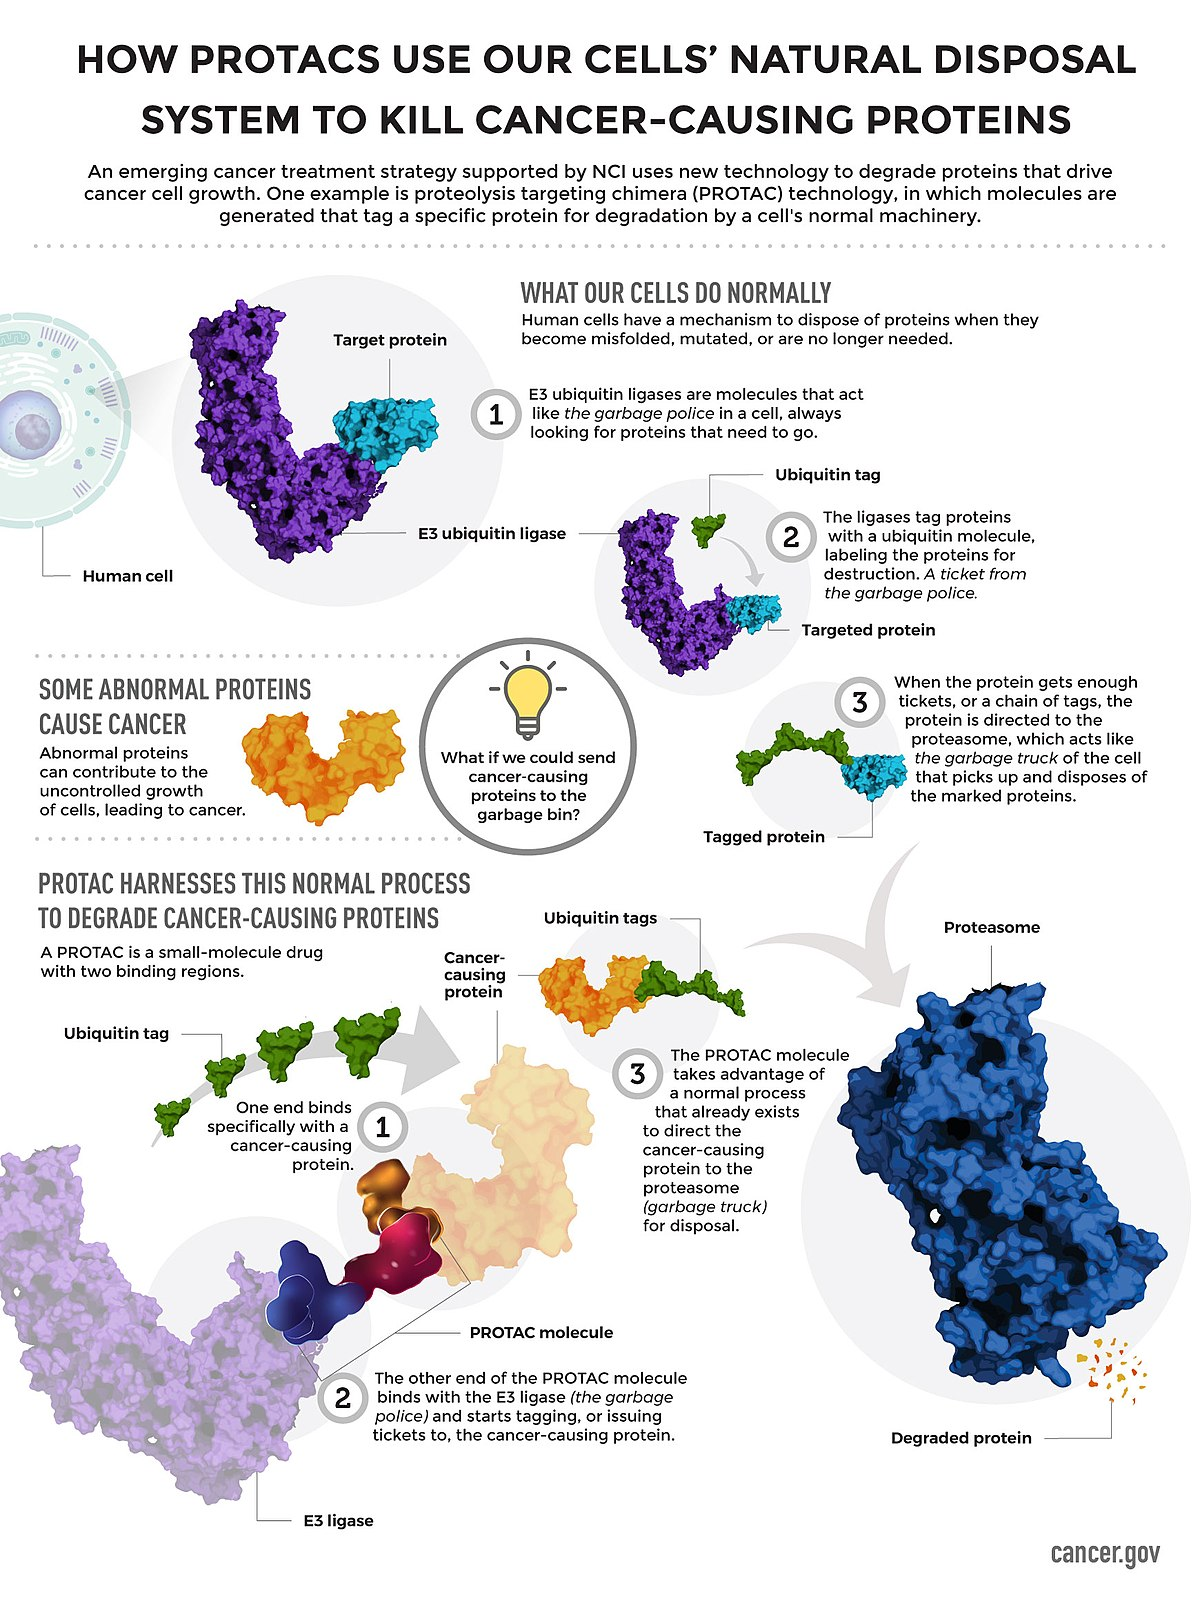 HOW PROTACS USE OUR CELLS’ NATURAL DISPOSAL
SYSTEM TO KILL CANCER-CAUSING PROTEINS
An emerging cancer treatment strategy supported by NCI uses new technology to degrade proteins that drive
cancer cell growth. One example is proteolysis targeting chimera (PROTAC) technology, in which molecules are
generated that tag a specific protein for degradation by a cell's normal machinery.
WHAT OUR CELLS DO NORMALLY
Human cells have a mechanism to dispose of proteins when they
become misfolded, mutated, or are no longer needed.
Target protein
1
E3 ubiquitin ligases are molecules that act
like the garbage police in a cell, always
looking for proteins that need to go.
Ubiquitin tag
E3 ubiquitin ligase
Human cell
2
The ligases tag proteins
with a ubiquitin molecule,
labeling the proteins for
destruction. A ticket from
the garbage police.
Targeted protein
3
When the protein gets enough
tickets, or a chain of tags, the
protein is directed to the
proteasome, which acts like
the garbage truck of the cell
that picks up and disposes of
the marked proteins.
Tagged protein
SOME ABNORMAL PROTEINS
CAUSE CANCER
Abnormal proteins
can contribute to the
uncontrolled growth
of cells, leading to cancer.
What if we could send
cancer-causing
proteins to the
garbage bin?
PROTAC HARNESSES THIS NORMAL PROCESS
TO DEGRADE CANCER-CAUSING PROTEINS
A PROTAC is a small-molecule drug
with two binding regions.
Ubiquitin tag
Cancer-
causing
protein
Ubiquitin tags
Proteasome
1
One end binds
specifically with a
cancer-causing
protein.
3
The PROTAC molecule
takes advantage of
a normal process
that already exists
to direct the
cancer-causing
protein to the
proteasome
(garbage truck)
for disposal.
PROTAC molecule
2
The other end of the PROTAC molecule
binds with the E3 ligase (the garbage
police) and starts tagging, or issuing
tickets to, the cancer-causing protein.
Degraded protein
E3 ligase
cancer.gov